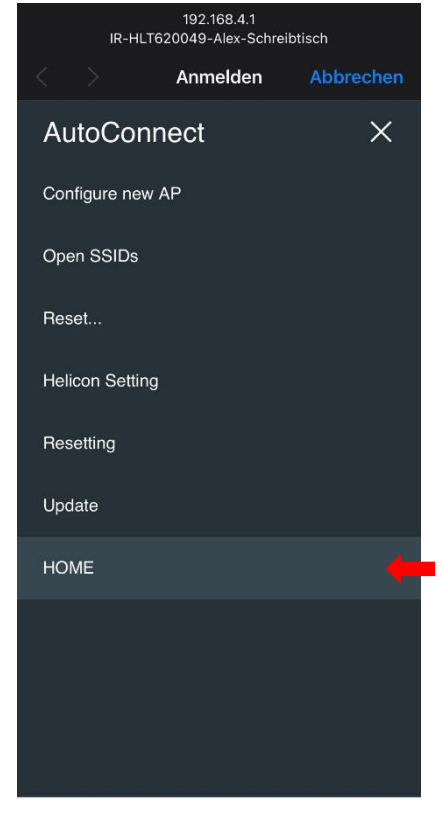 192.168.4.1
IR-HLT620049-Alex-Schreibtisch
Anmelden Abbrechen
AutoConnect
Configure new AP
Open SSIDs
Reset...
Helicon Setting
Resetting
Update
HOME